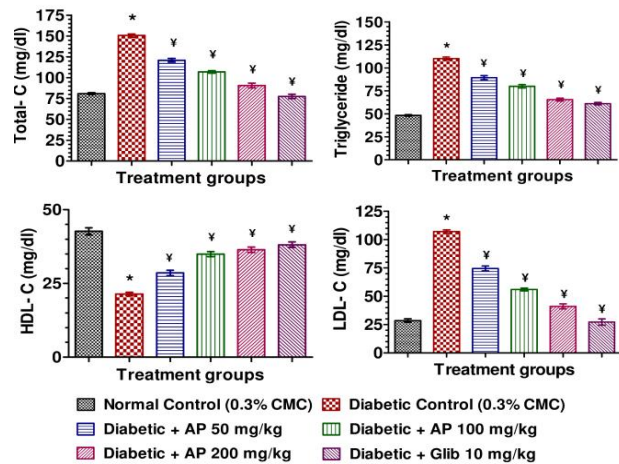 Total- C (mg/dl)
175
150
125
100
75
50
25
0
*
¥
¥
¥
¥
Treatment groups
Triglyceride (mg/dl)
150
100
50
0
*
¥
¥
¥
¥
Treatment groups
HDL- C (mg/dl)
50
25
0
*
¥
¥
¥
¥
Treatment groups
LDL- C (mg/dl)
125
100
75
50
25
0
*
¥
¥
¥
¥
Treatment groups
Normal Control (0.3% CMC)
Diabetic Control (0.3% CMC)
Diabetic + AP 50 mg/kg
Diabetic + AP 100 mg/kg
Diabetic + AP 200 mg/kg
Diabetic + Glib 10 mg/kg